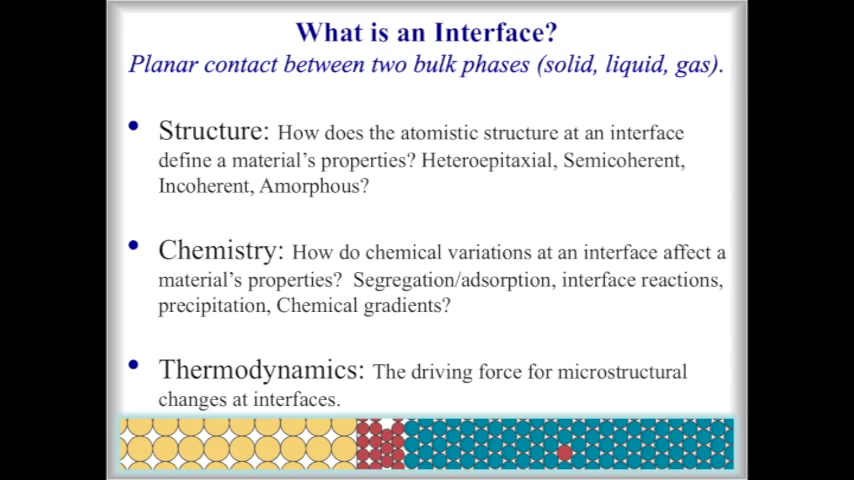 What is an Interface?
Planar contact between two bulk phases (solid, liquid, gas).
• Structure: How does the atomistic structure at an interface
define a material's properties? Heteroepitaxial, Semicoherent,
Incoherent, Amorphous?
• Chemistry: How do chemical variations at an interface affect a
material's properties?  Segregation/adsorption, interface reactions,
precipitation, Chemical gradients?
• Thermodynamics: The driving force for microstructural
changes at interfaces.